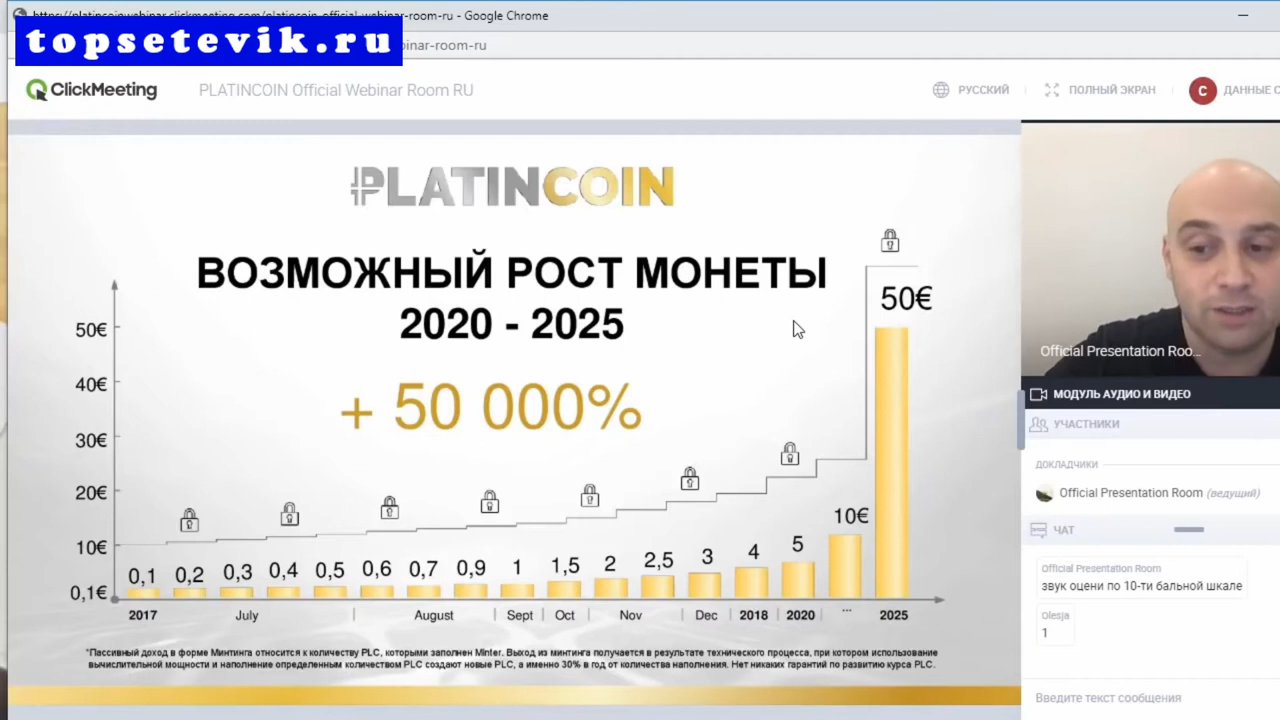 https://platincoinwebinar.clickmeeting.com/platincoin-official-webinar-room-ru - Google Chrome
topsetevik.ru
binar-room-ru
ClickMeeting
PLATINCOIN Official Webinar Room RU
РУССКИЙ
ПОЛНЫЙ ЭКРАН
C
ДАННЫЕ С
PLATINCOIN
ВОЗМОЖНЫЙ РОСТ МОНЕТЫ
2020 - 2025
+ 50 000%
50€
40€
30€
20€
10€
0,1€
0,1 0,2 0,3 0,4 0,5 0,6 0,7 0,9 1 1,5 2 2,5 3 4 5 10€ 50€
2017 July August Sept Oct Nov Dec 2018 2020 ... 2025
*Пассивный доход в форме Минтинга относится к количеству PLC, которыми заполнен Minter. Выход из минтинга получается в результате технического процесса, при котором использование
вычислительной мощности и наполнение определенным количеством PLC создают новые PLC, а именно 30% в год от количества наполнения. Нет никаких гарантий по развитию курса PLC.
Official Presentation Roo...
МОДУЛЬ АУДИО И ВИДЕО
УЧАСТНИКИ
ДОКЛАДЧИКИ
Official Presentation Room (ведущий)
ЧАТ
Official Presentation Room
звук оцени по 10-ти бальной шкале
Olesja
1
Введите текст сообщения